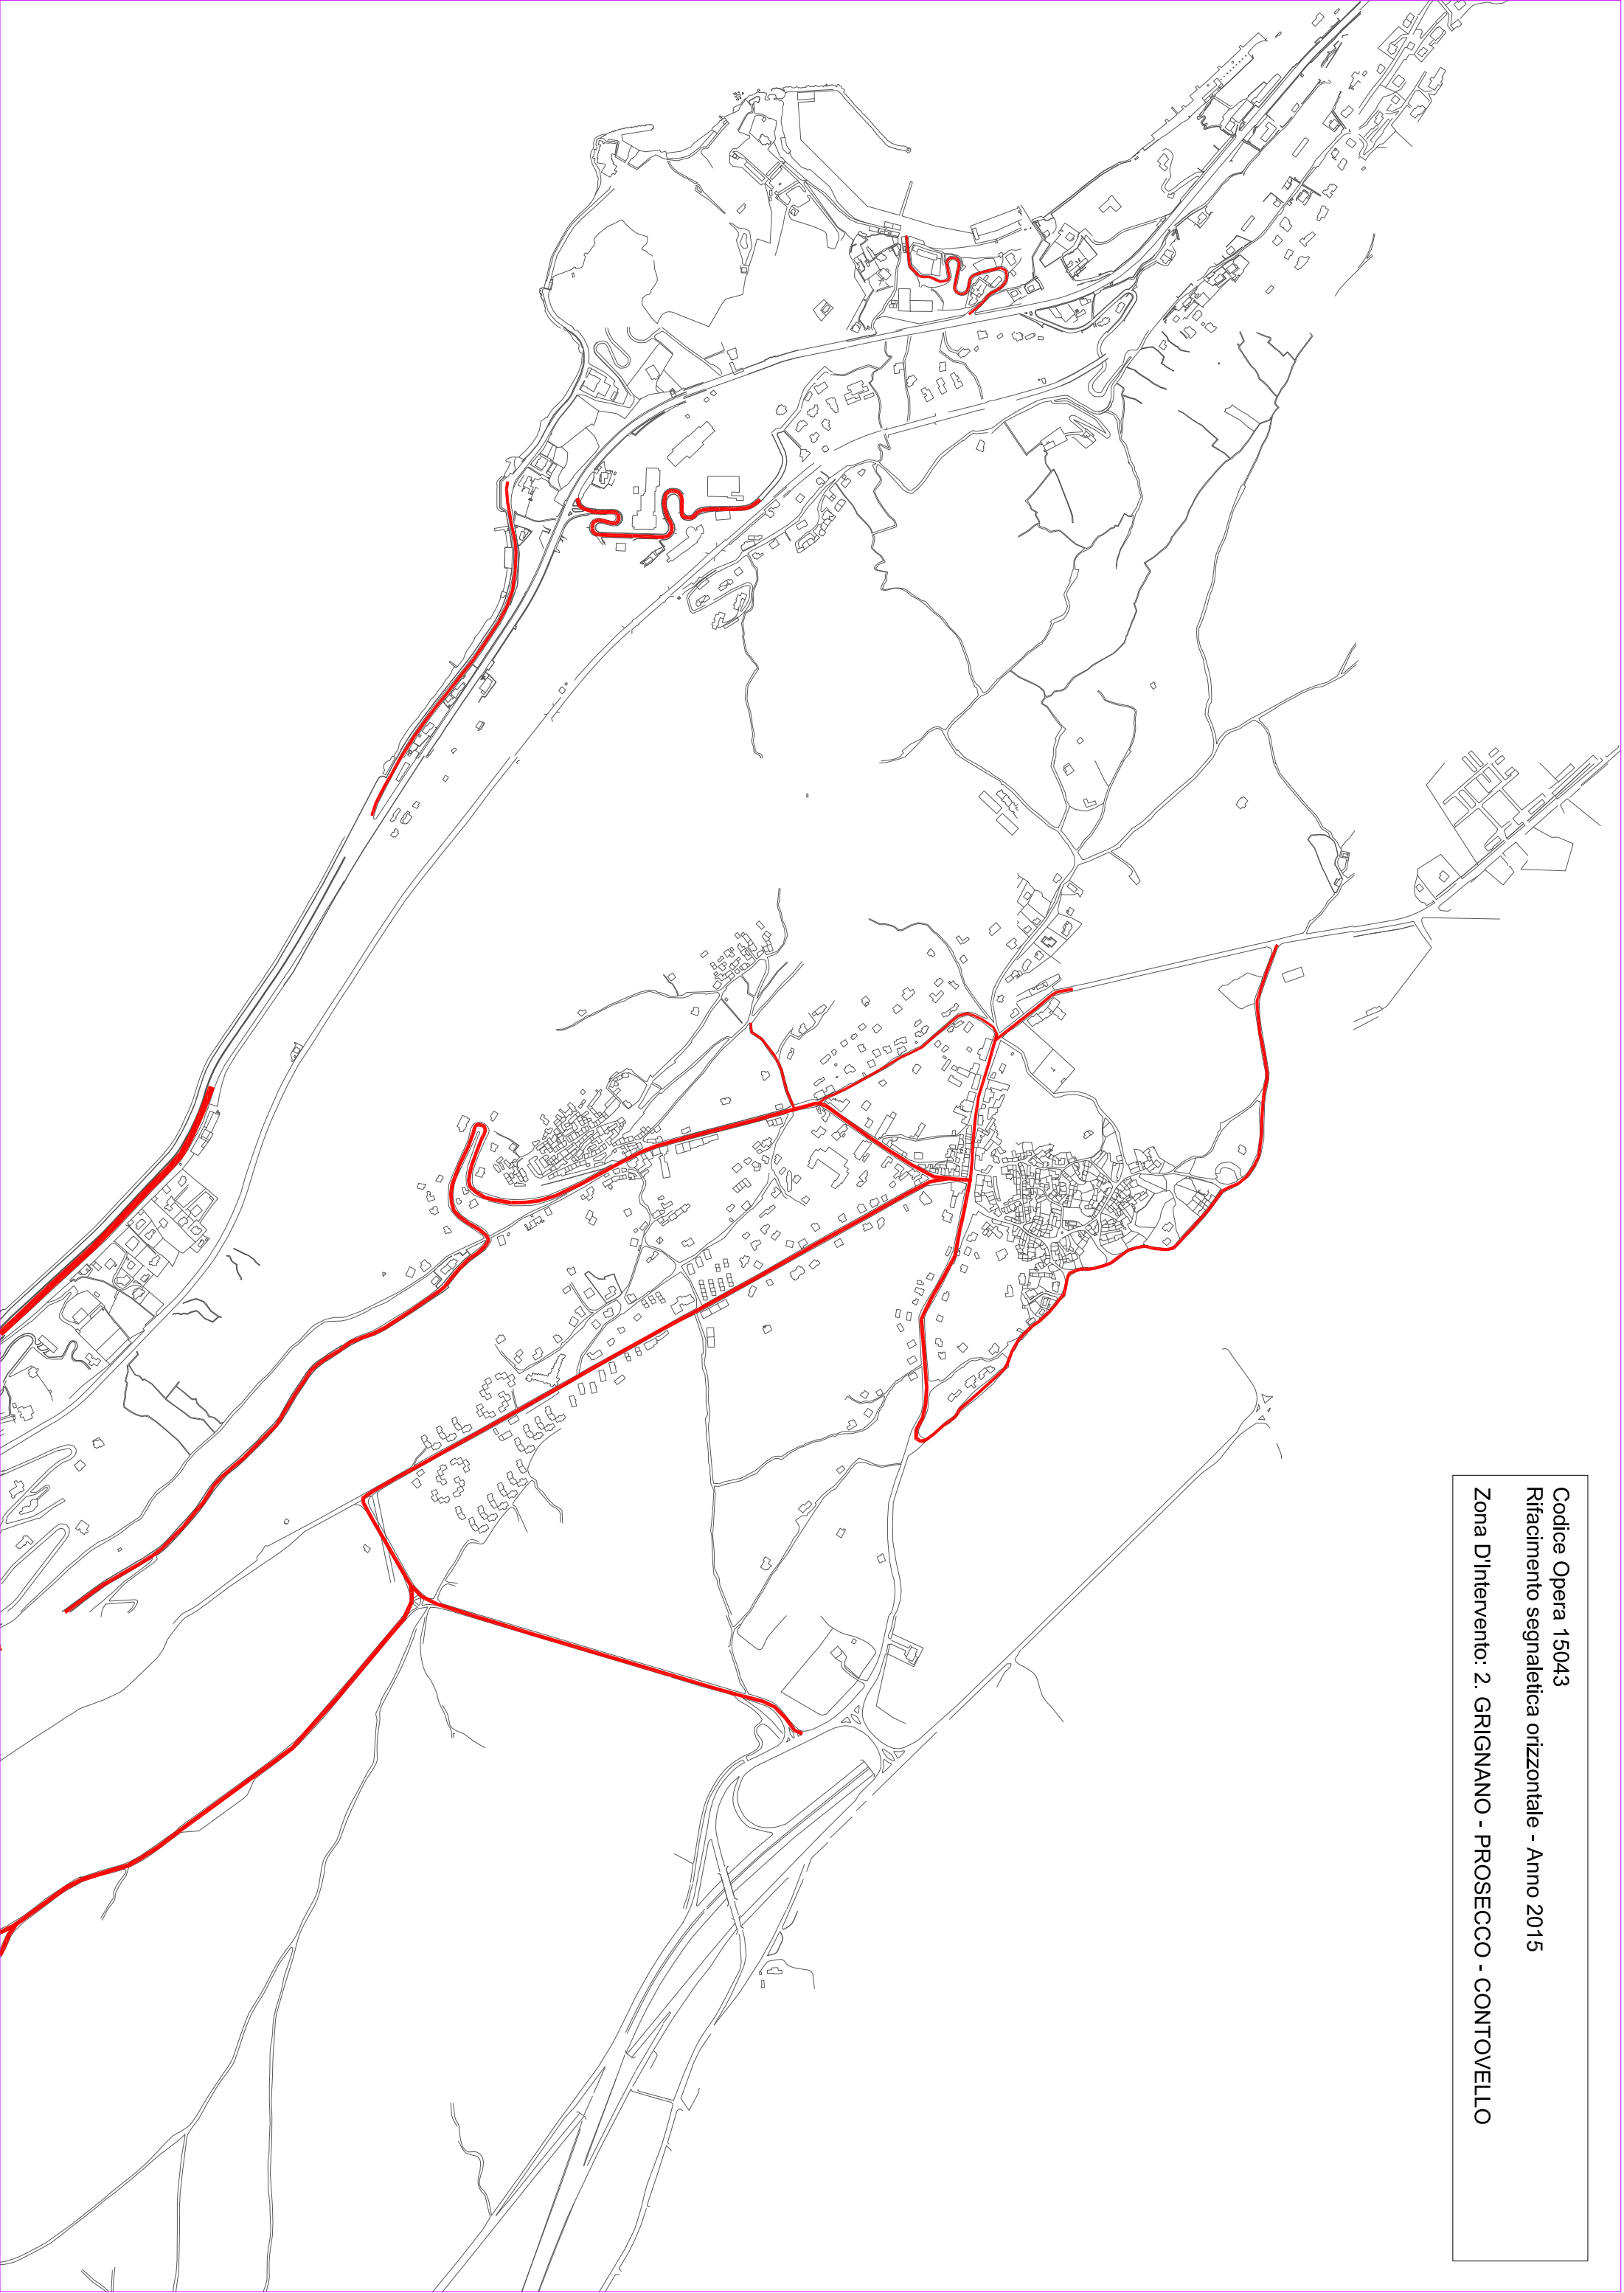 Codice Opera 15043
Rifacimento segnaletica orizzontale - Anno 2015
Zona D'Intervento: 2. GRIGNANO - PROSECCO - CONTOVELLO